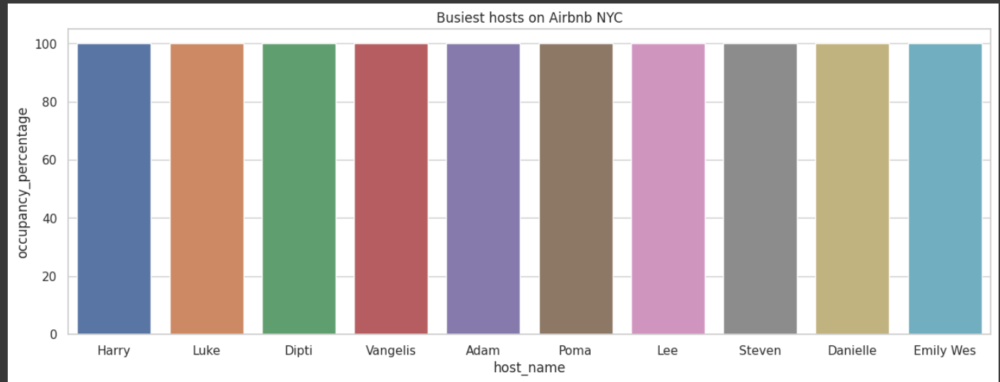 Busiest hosts on Airbnb NYC
occupancy_percentage
100
80
60
40
20
0
Harry Luke Dipti Vangelis Adam Poma Lee Steven Danielle Emily Wes
host_name